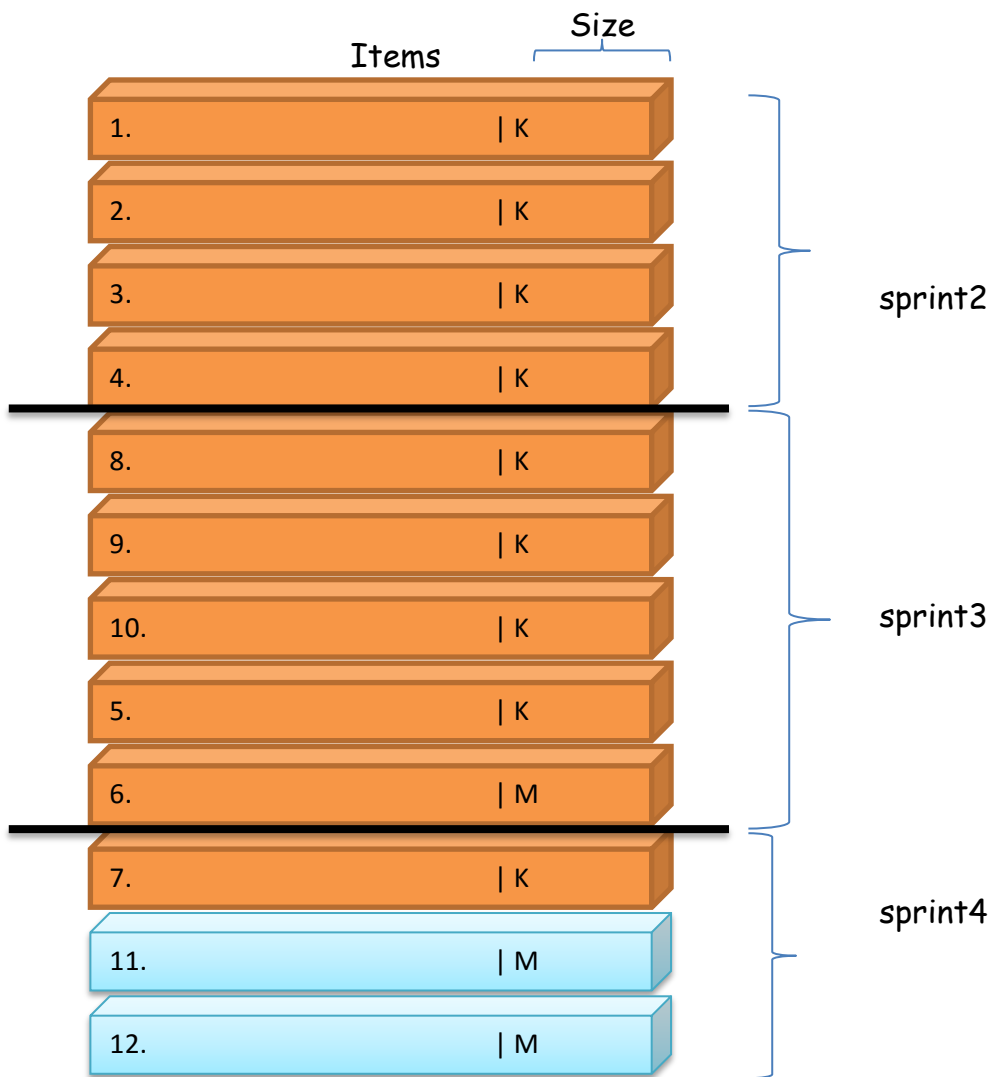 Size
Items
1. | K
2. | K
3. | K
4. | K
sprint2
8. | K
9. | K
10. | K
5. | K
6. | M
sprint3
7. | K
11. | M
12. | M
sprint4